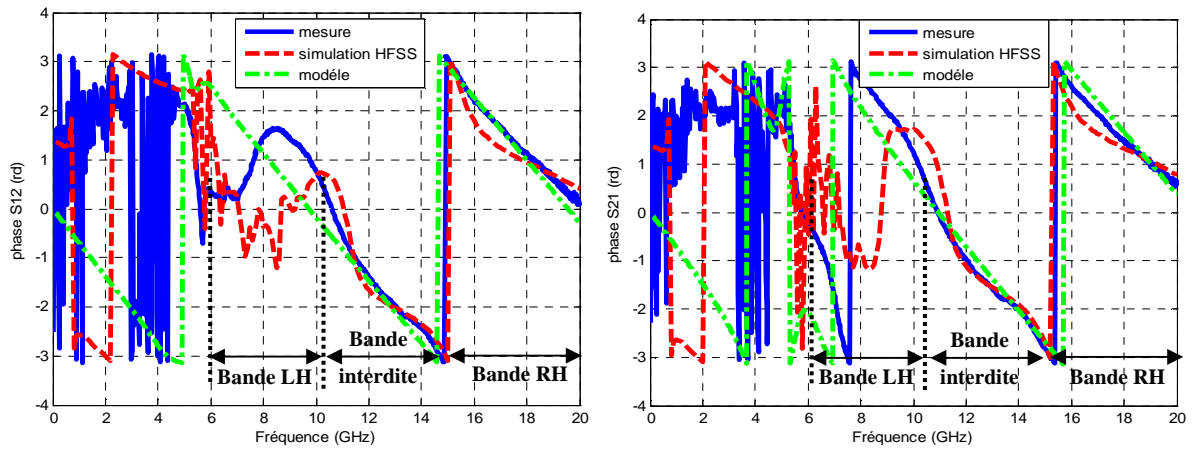 4
3
2
1
0
-1
-2
-3
-4
phase S12 (rd)
mesure
simulation HFSS
modéle
Bande LH
Bande
interdite
Bande RH
0 2 4 6 8 10 12 14 16 18 20
Fréquence (GHz)
4
3
2
1
0
-1
-2
-3
-4
phase S21 (rd)
mesure
simulation HFSS
modéle
Bande LH
Bande
interdite
Bande RH
0 2 4 6 8 10 12 14 16 18 20
Fréquence (GHz)